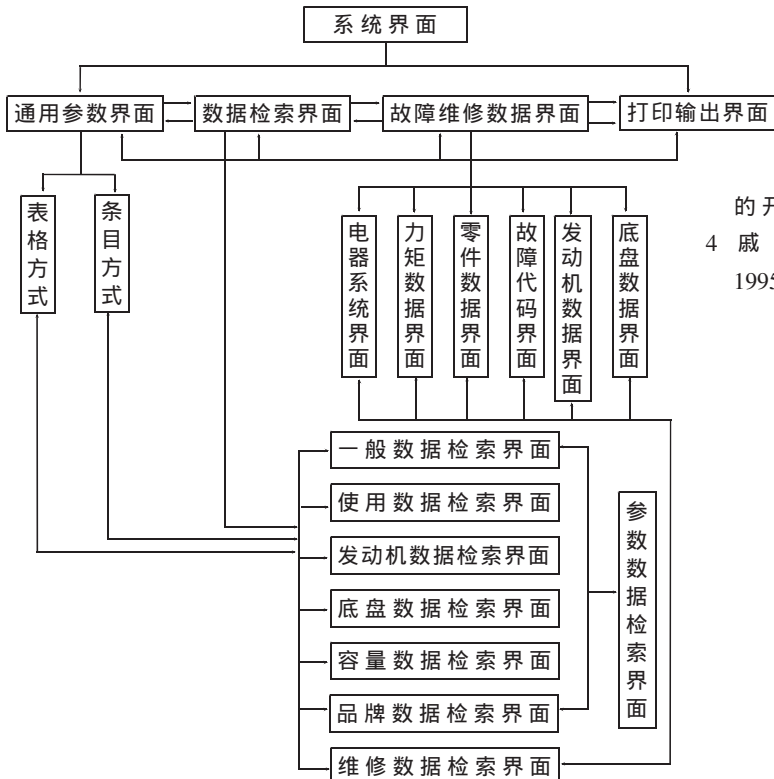 系统界面
通用参数界面
数据检索界面
故障维修数据界面
打印输出界面
表格方式
条目方式
电器系统界面
力矩数据界面
零件数据界面
故障代码界面
发动机数据界面
底盘数据界面
的开
4 戚
1995
一般数据检索界面
使用数据检索界面
发动机数据检索界面
底盘数据检索界面
容量数据检索界面
品牌数据检索界面
维修数据检索界面
参数数据检索界面